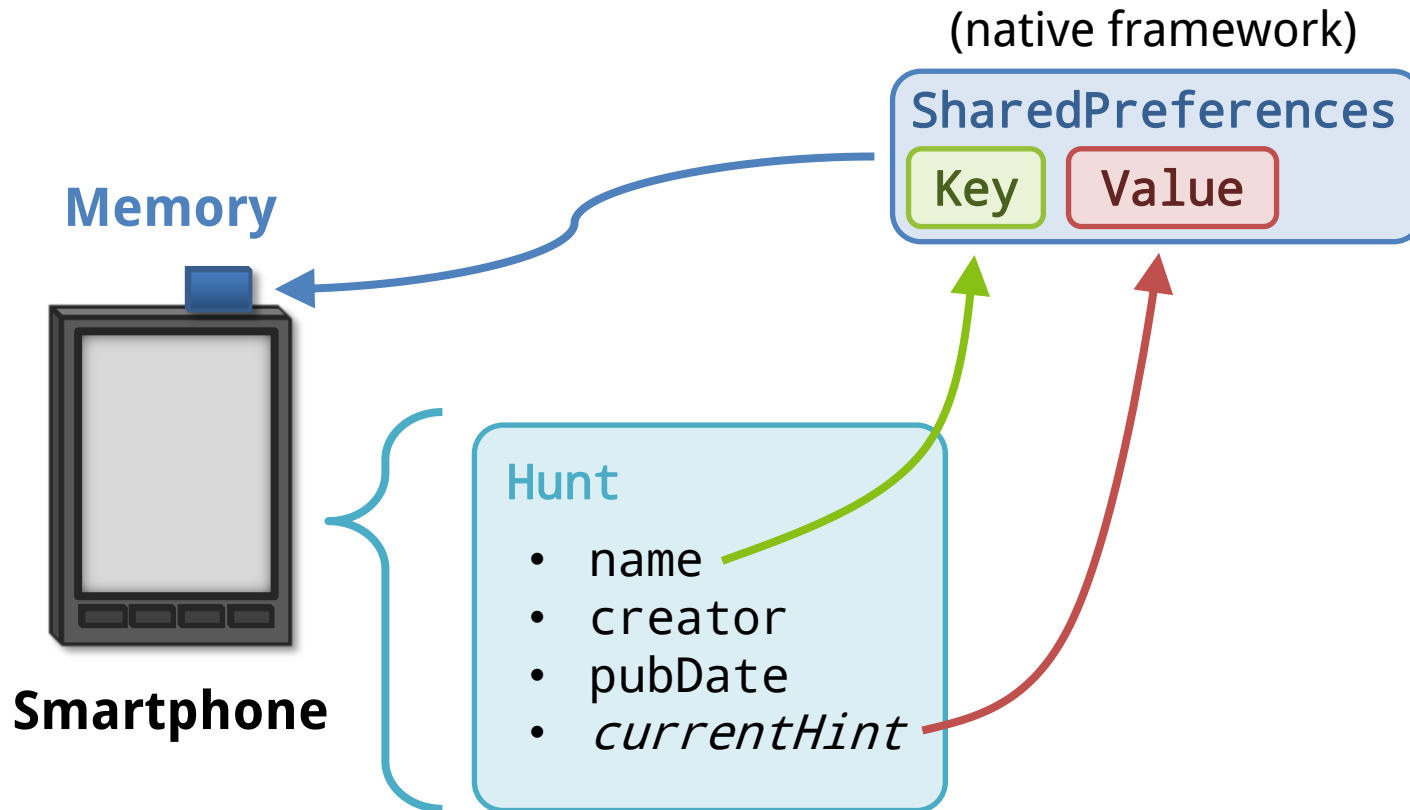 (native framework)
SharedPreferences
Key Value
Memory
Hunt
• name
• creator
• pubDate
• currentHint
Smartphone